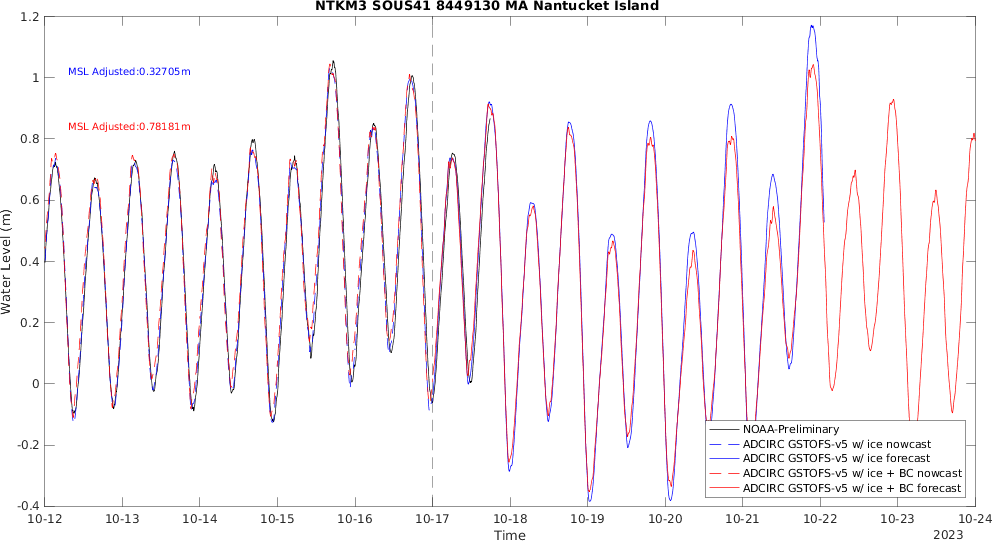 NTKM3 SOUS41 8449130 MA Nantucket Island
1.2
1
0.8
0.6
0.4
0.2
0
-0.2
-0.4
Water Level (m)
MSL Adjusted:0.32705m
MSL Adjusted:0.78181m
NOAA-Preliminary
ADCIRC GSTOFS-v5 w/ ice nowcast
ADCIRC GSTOFS-v5 w/ ice forecast
ADCIRC GSTOFS-v5 w/ ice + BC nowcast
ADCIRC GSTOFS-v5 w/ ice + BC forecast
10-12 10-13 10-14 10-15 10-16 10-17 10-18 10-19 10-20 10-21 10-22 10-23 10-24
Time
2023